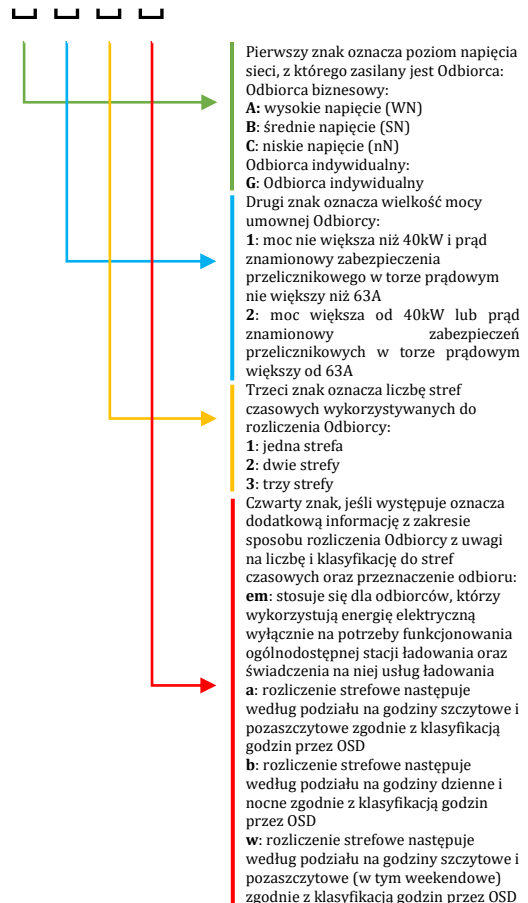 Pierwszy znak oznacza poziom napięcia
sieci, z którego zasilany jest Odbiorca:
Odbiorca biznesowy:
A: wysokie napięcie (WN)
B: średnie napięcie (SN)
C: niskie napięcie (nN)
Odbiorca indywidualny:
G: Odbiorca indywidualny
Drugi znak oznacza wielkość mocy
umownej Odbiorcy:
1: moc nie większa niż 40kW i prąd
znamionowy zabezpieczenia
przelicznikowego w torze prądowym
nie większy niż 63A
2: moc większa od 40kW lub prąd
znamionowy zabezpieczeń
przelicznikowych w torze prądowym
większy od 63A
Trzeci znak oznacza liczbę stref
czasowych wykorzystywanych do
rozliczenia Odbiorcy:
1: jedna strefa
2: dwie strefy
3: trzy strefy
Czwarty znak, jeśli występuje oznacza
dodatkową informację z zakresie
sposobu rozliczenia Odbiorcy z uwagi
na liczbę i klasyfikację do stref
czasowych oraz przeznaczenie odbioru:
em: stosuje się dla odbiorców, którzy
wykorzystują energię elektryczną
wyłącznie na potrzeby funkcjonowania
ogólnodostępnej stacji ładowania oraz
świadczenia na niej usług ładowania
a: rozliczenie strefowe następuje
według podziału na godziny szczytowe i
pozaszczytowe zgodnie z klasyfikacją
godzin przez OSD
b: rozliczenie strefowe następuje
według podziału na godziny dzienne i
nocne zgodnie z klasyfikacją godzin
przez OSD
w: rozliczenie strefowe następuje
według podziału na godziny szczytowe i
pozaszczytowe (w tym weekendowe)
zgodnie z klasyfikacją godzin przez OSD